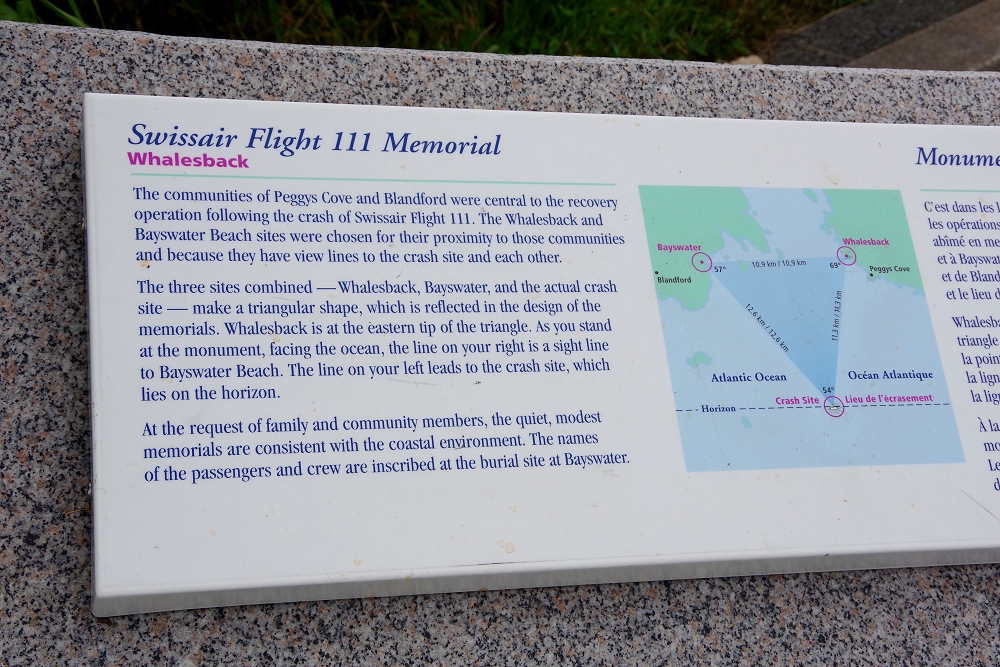 Swissair Flight 111 Memorial
Whalesback
The communities of Peggys Cove and Blandford were central to the recovery
operation following the crash of Swissair Flight 111. The Whalesback and
Bayswater Beach sites were chosen for their proximity to those communities
and because they have view lines to the crash site and each other.
The three sites combined — Whalesback, Bayswater, and the actual crash
site — make a triangular shape, which is reflected in the design of the
memorials. Whalesback is at the eastern tip of the triangle. As you stand
at the monument, facing the ocean, the line on your right is a sight line
to Bayswater Beach. The line on your left leads to the crash site, which
lies on the horizon.
At the request of family and community members, the quiet, modest
memorials are consistent with the coastal environment. The names
of the passengers and crew are inscribed at the burial site at Bayswater.
Bayswater
Whalesback
57°
10.9 km / 10,9 km
69°
Blandford
Peggys Cove
12.6 km / 12,6 km
11.3 km / 11,3 km
Atlantic Ocean
Océan Atlantique
54°
Crash Site
Lieu de l'écrasement
Horizon
Monume
C'est dans les l
les opérations
abîmé en me
et à Bayswat
et de Bland
et le lieu d
Whalesb
triangle
la poin
la lign
la lig
À la
mo
Le
d